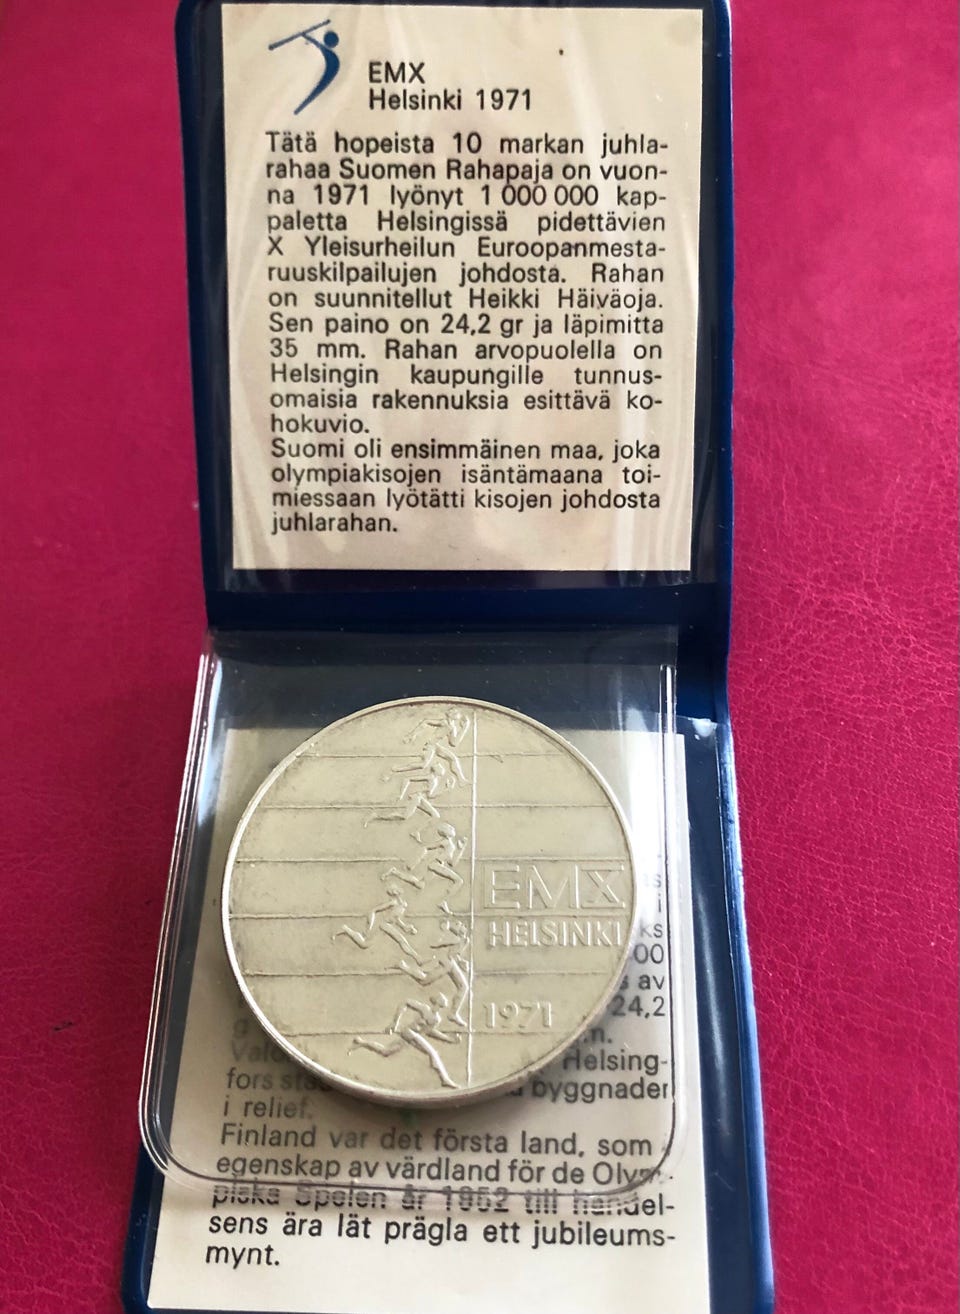 EMX
Helsinki 1971
Tätä hopeista 10 markan juhla-
rahaa Suomen Rahapaja on vuon-
na 1971 lyönyt 1 000 000 kap-
paletta Helsingissä pidettävien
X Yleisurheilun Euroopanmesta-
ruuskilpailujen johdosta. Rahan
on suunnitellut Heikki Häiväoja.
Sen paino on 24,2 gr ja läpimitta
35 mm. Rahan arvopuolella on
Helsingin kaupungille tunnus-
omaisia rakennuksia esittävä ko-
hokuvio.
Suomi oli ensimmäinen maa, joka
olympiakisojen isäntämaana toi-
miessaan lyötätti kisojen johdosta
juhlarahan.
EMX
HELSINKI
1971
av
24,2
Helsing-
fors byggnader
i relief.
Finland var det första land, som
egenskap av värdland för de Olym-
piska Spelen år 1952 till händel-
sens ära lät prägla ett jubileums-
mynt.